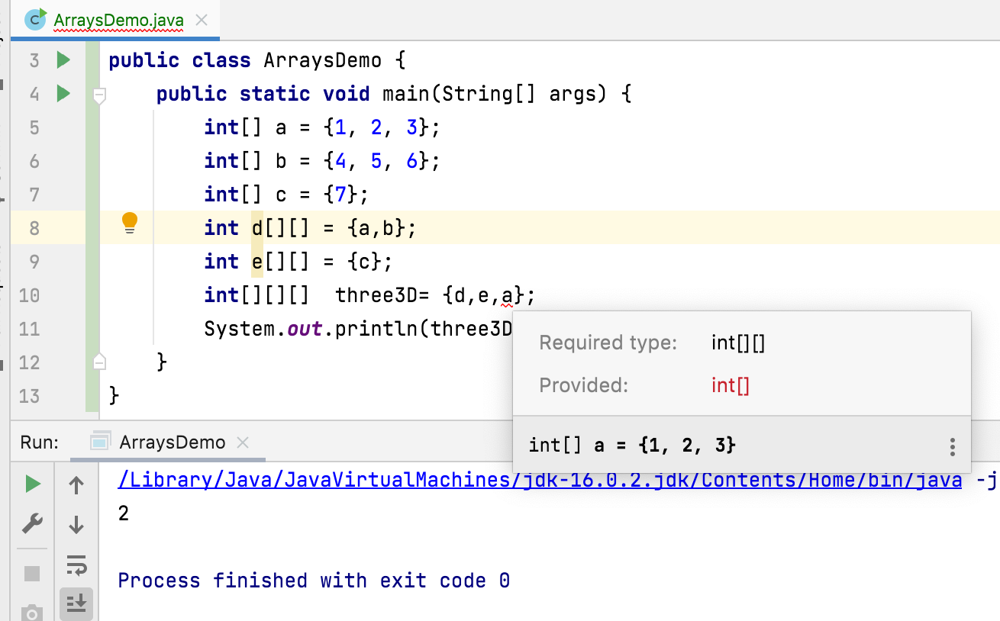 ArraysDemo.java
3 public class ArraysDemo {
4 public static void main(String[] args) {
5 int[] a = {1, 2, 3};
6 int[] b = {4, 5, 6};
7 int[] c = {7};
8 int d[][] = {a,b};
9 int e[][] = {c};
10 int[][][]  three3D= {d,e,a};
11 System.out.println(three3D
12 }
13 }
Required type: int[][]
Provided: int[]
int[] a = {1, 2, 3}
Run: ArraysDemo
/Library/Java/JavaVirtualMachines/jdk-16.0.2.jdk/Contents/Home/bin/java -j
2
Process finished with exit code 0